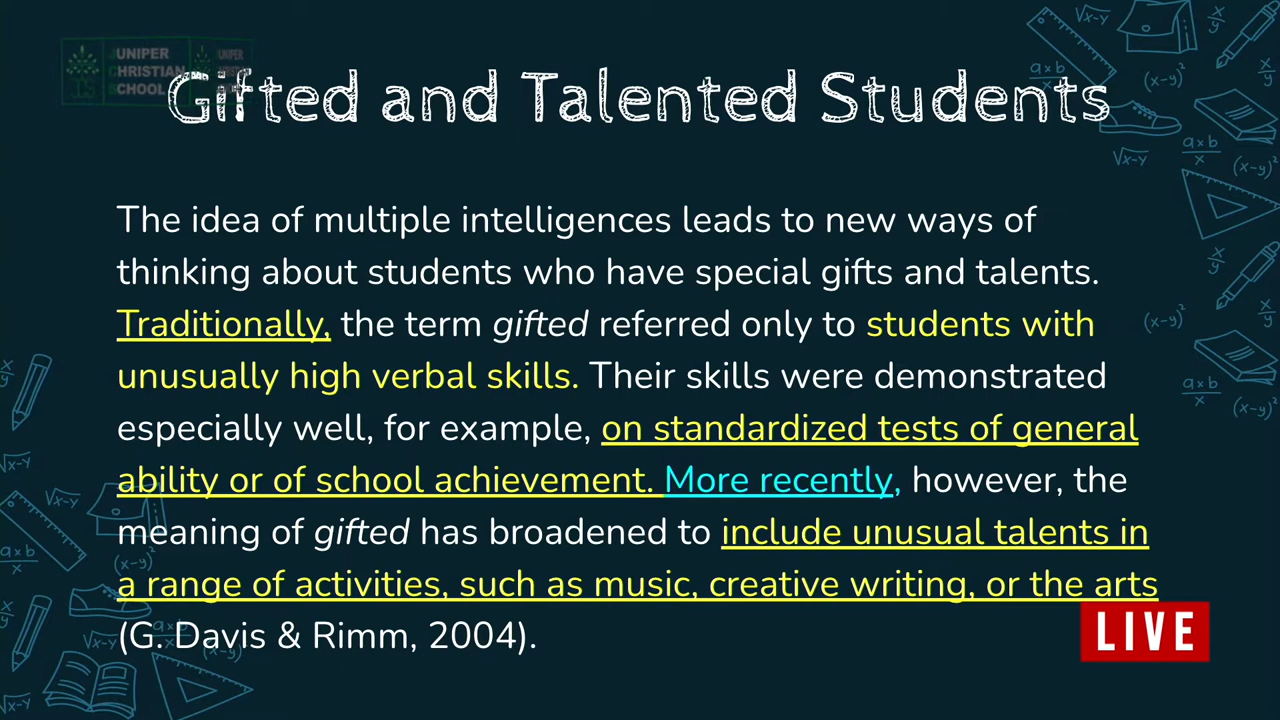 JUNIPER
CHRISTIAN
SCHOOL
Gifted and Talented Students
The idea of multiple intelligences leads to new ways of
thinking about students who have special gifts and talents.
Traditionally, the term gifted referred only to students with
unusually high verbal skills. Their skills were demonstrated
especially well, for example, on standardized tests of general
ability or of school achievement. More recently, however, the
meaning of gifted has broadened to include unusual talents in
a range of activities, such as music, creative writing, or the arts
(G. Davis & Rimm, 2004).
LIVE